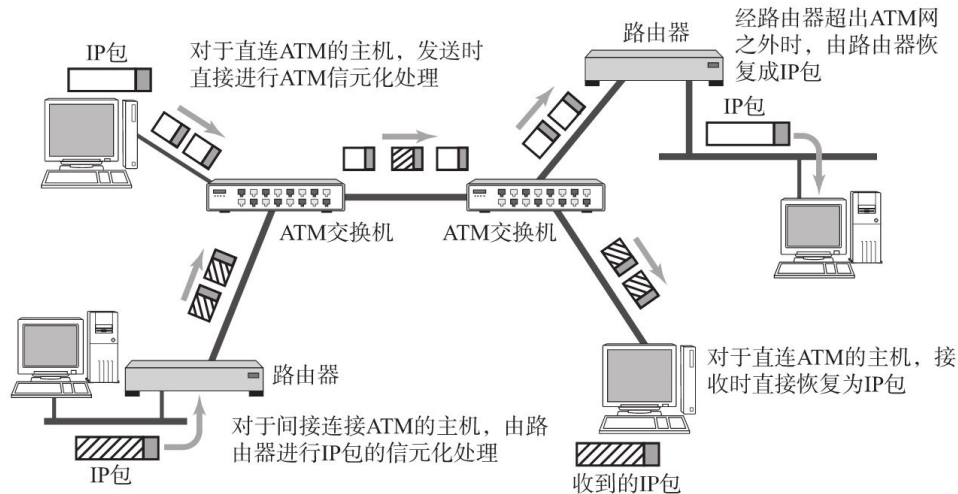 IP包
对于直连ATM的主机，发送时
直接进行ATM信元化处理
路由器
经路由器超出ATM网
之外时，由路由器恢
复成IP包
IP包
ATM交换机
ATM交换机
路由器
对于间接连接ATM的主机，由路
由器进行IP包的信元化处理
IP包
对于直连ATM的主机，接
收时直接恢复为IP包
收到的IP包